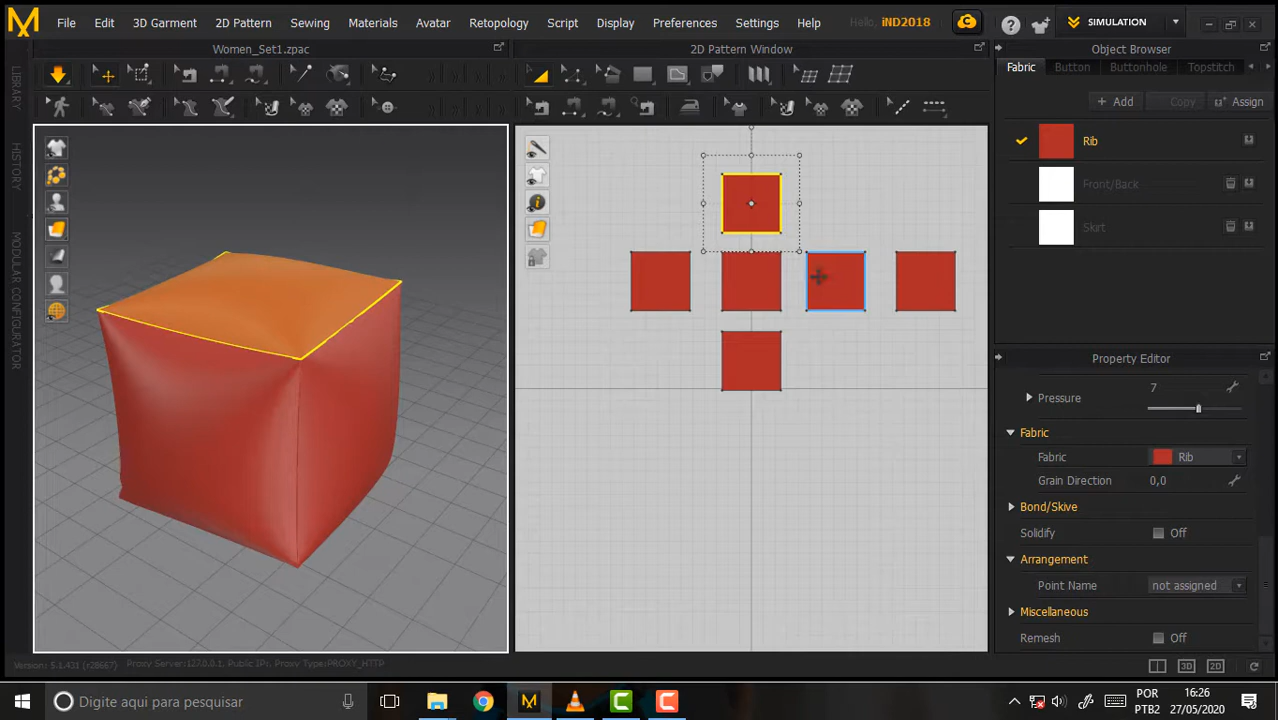 File Edit 3D Garment 2D Pattern Sewing Materials Avatar Retopology Script Display Preferences Settings Help Hello, iND2018 SIMULATION
Women_Set1.zpac
2D Pattern Window
Object Browser
Fabric Button Buttonhole Topstitch
+ Add Copy Assign
Rib
Front/Back
Skirt
LIBRARY
HISTORY
MODULAR CONFIGURATOR
Property Editor
Pressure 7
Fabric
Fabric Rib
Grain Direction 0,0
Bond/Skive
Solidify Off
Arrangement
Point Name not assigned
Miscellaneous
Remesh Off
Version: 5.1.431 (r28667) Proxy Server:127.0.0.1, Public IP:, Proxy Type:PROXY_HTTP
3D 2D
Digite aqui para pesquisar
POR
PTB2
16:26
27/05/2020